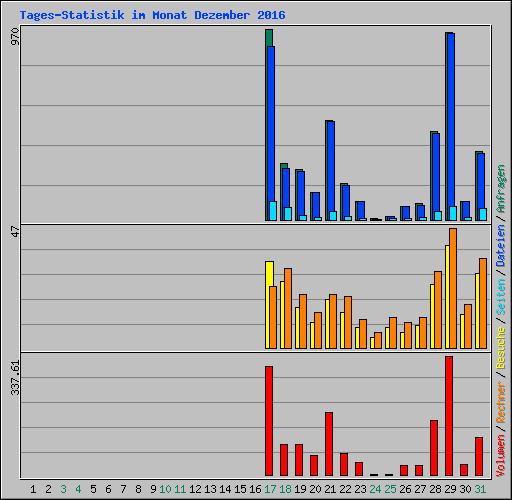 Tages-Statistik im Monat Dezember 2016
970
47
337.61
Volumen / Rechner / Besuche / Seiten / Dateien / Anfragen
1 2 3 4 5 6 7 8 9 10 11 12 13 14 15 16 17 18 19 20 21 22 23 24 25 26 27 28 29 30 31